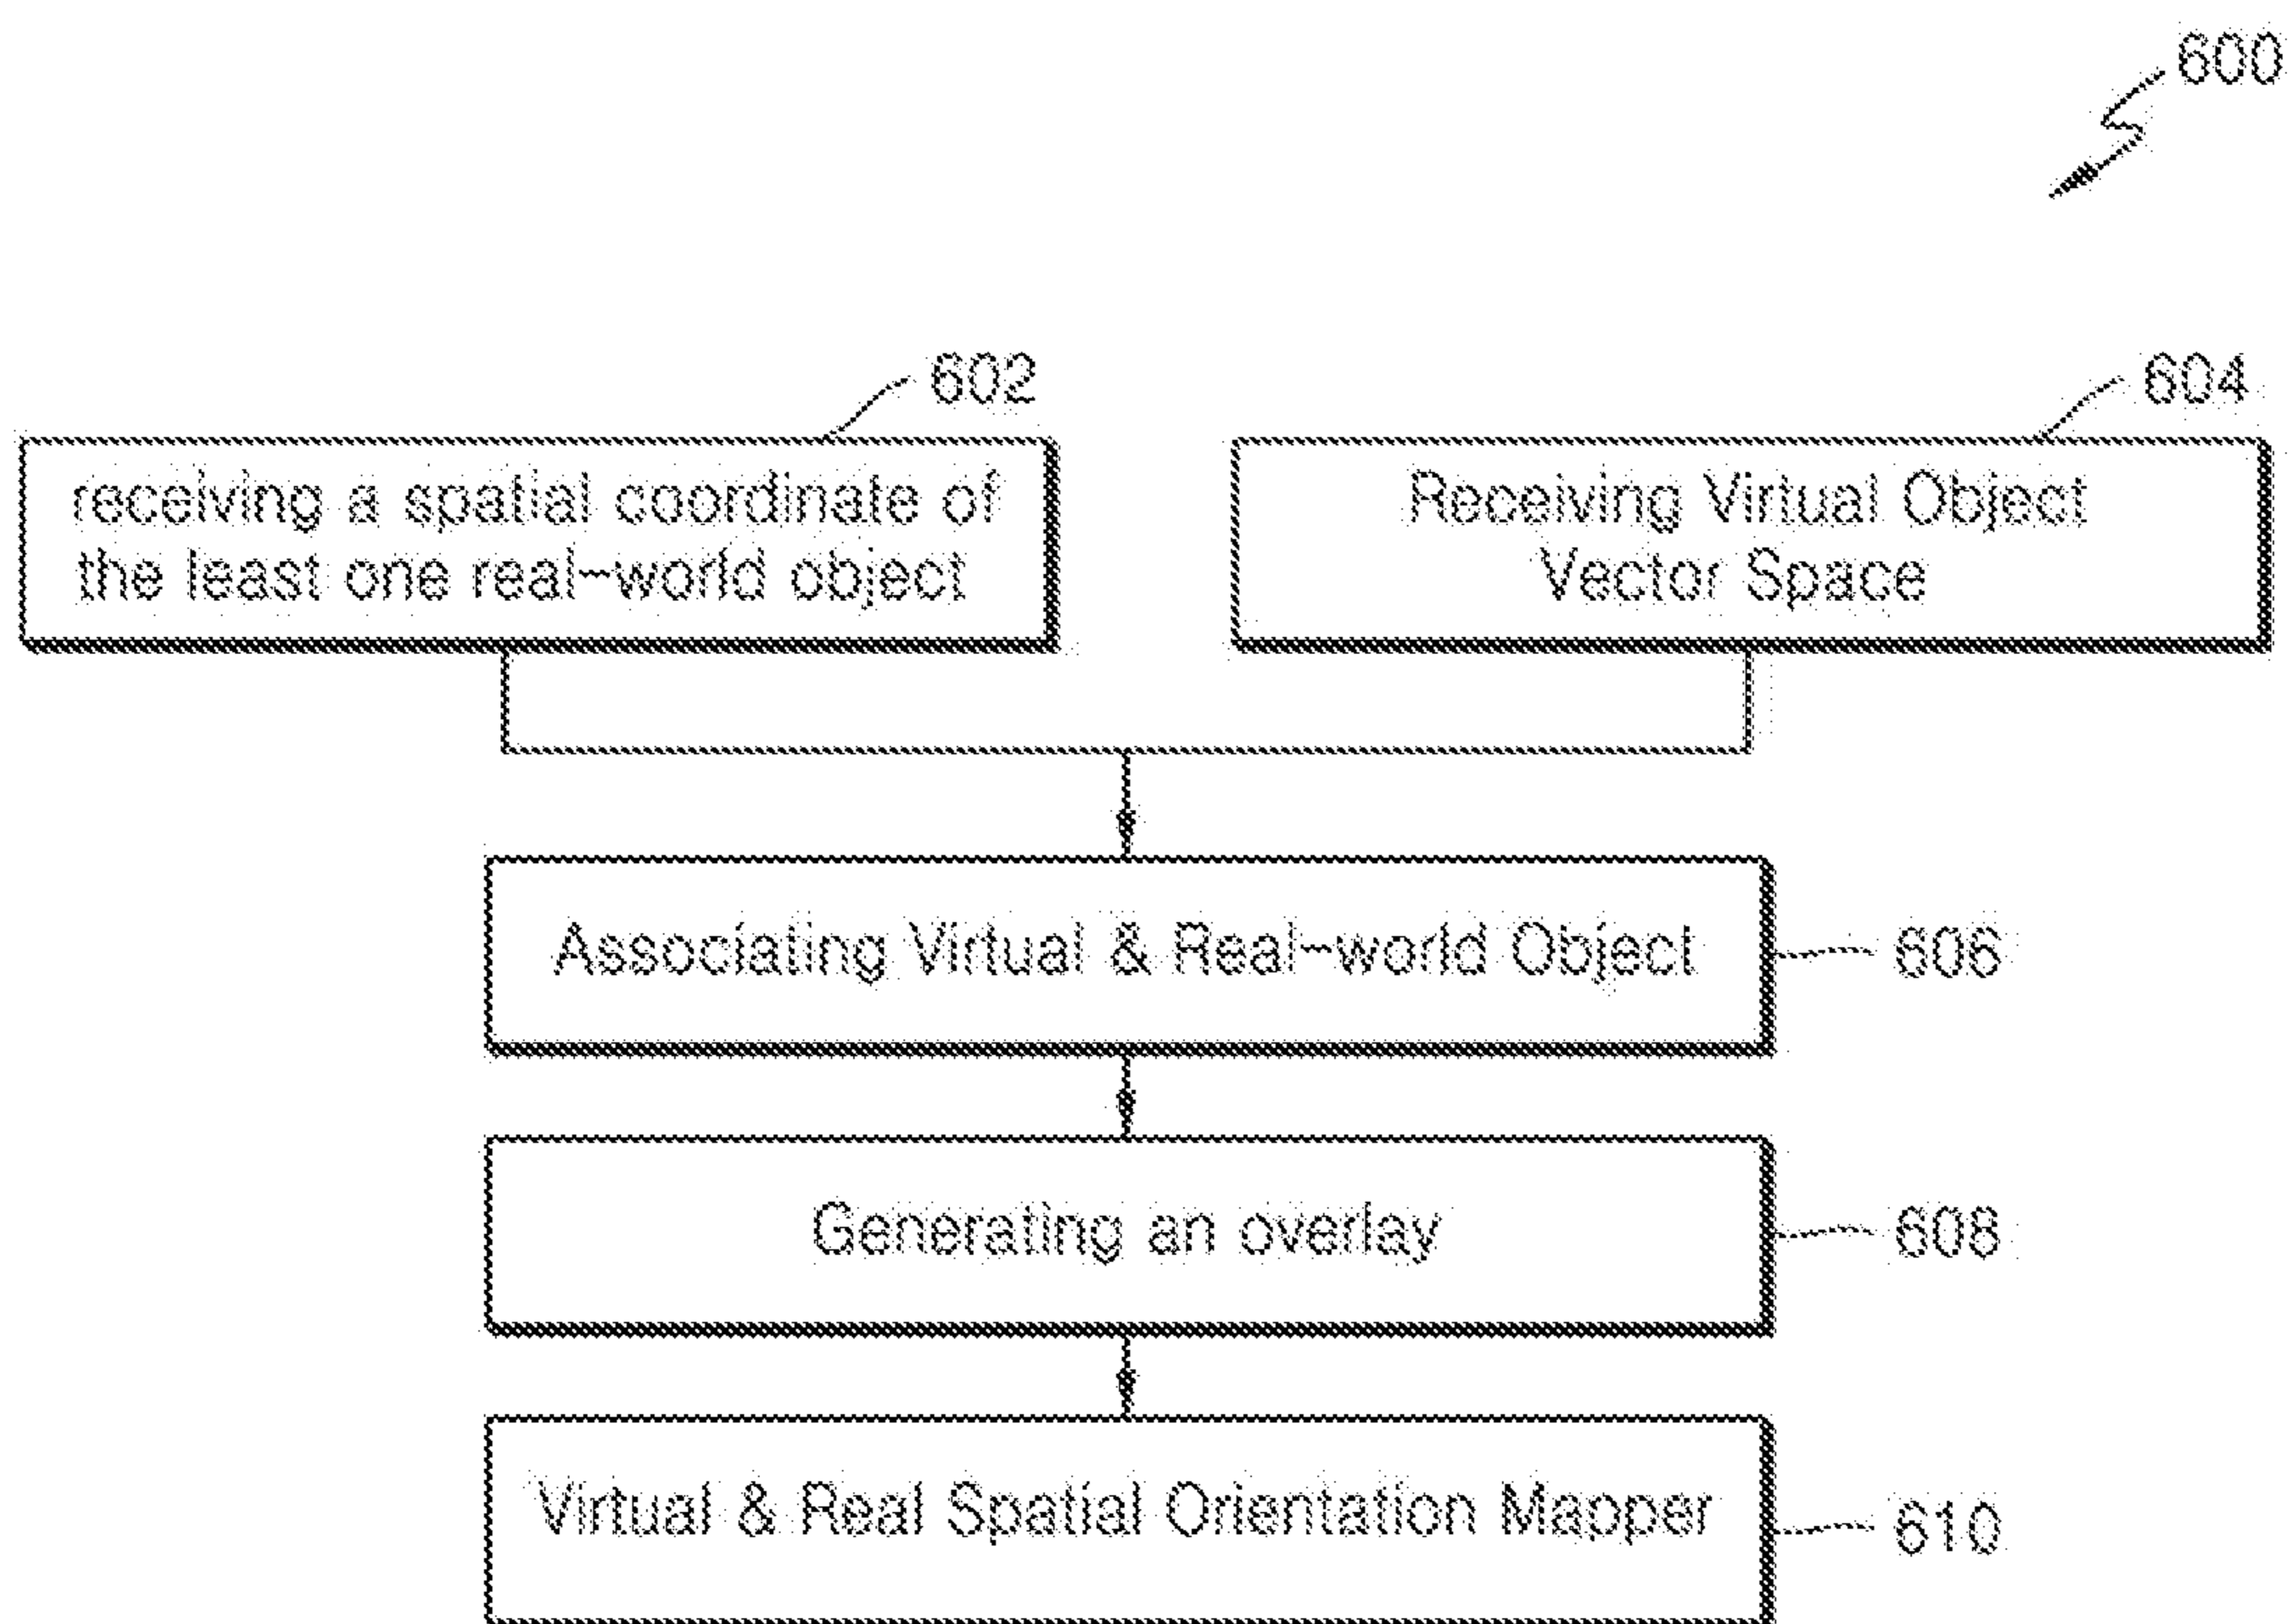 600
602
604
receiving a spatial coordinate of
the least one real-world object
Receiving Virtual Object
Vector Space
Associating Virtual & Real-world Object
606
Generating an overlay
608
Virtual & Real Spatial Orientation Mapper
610